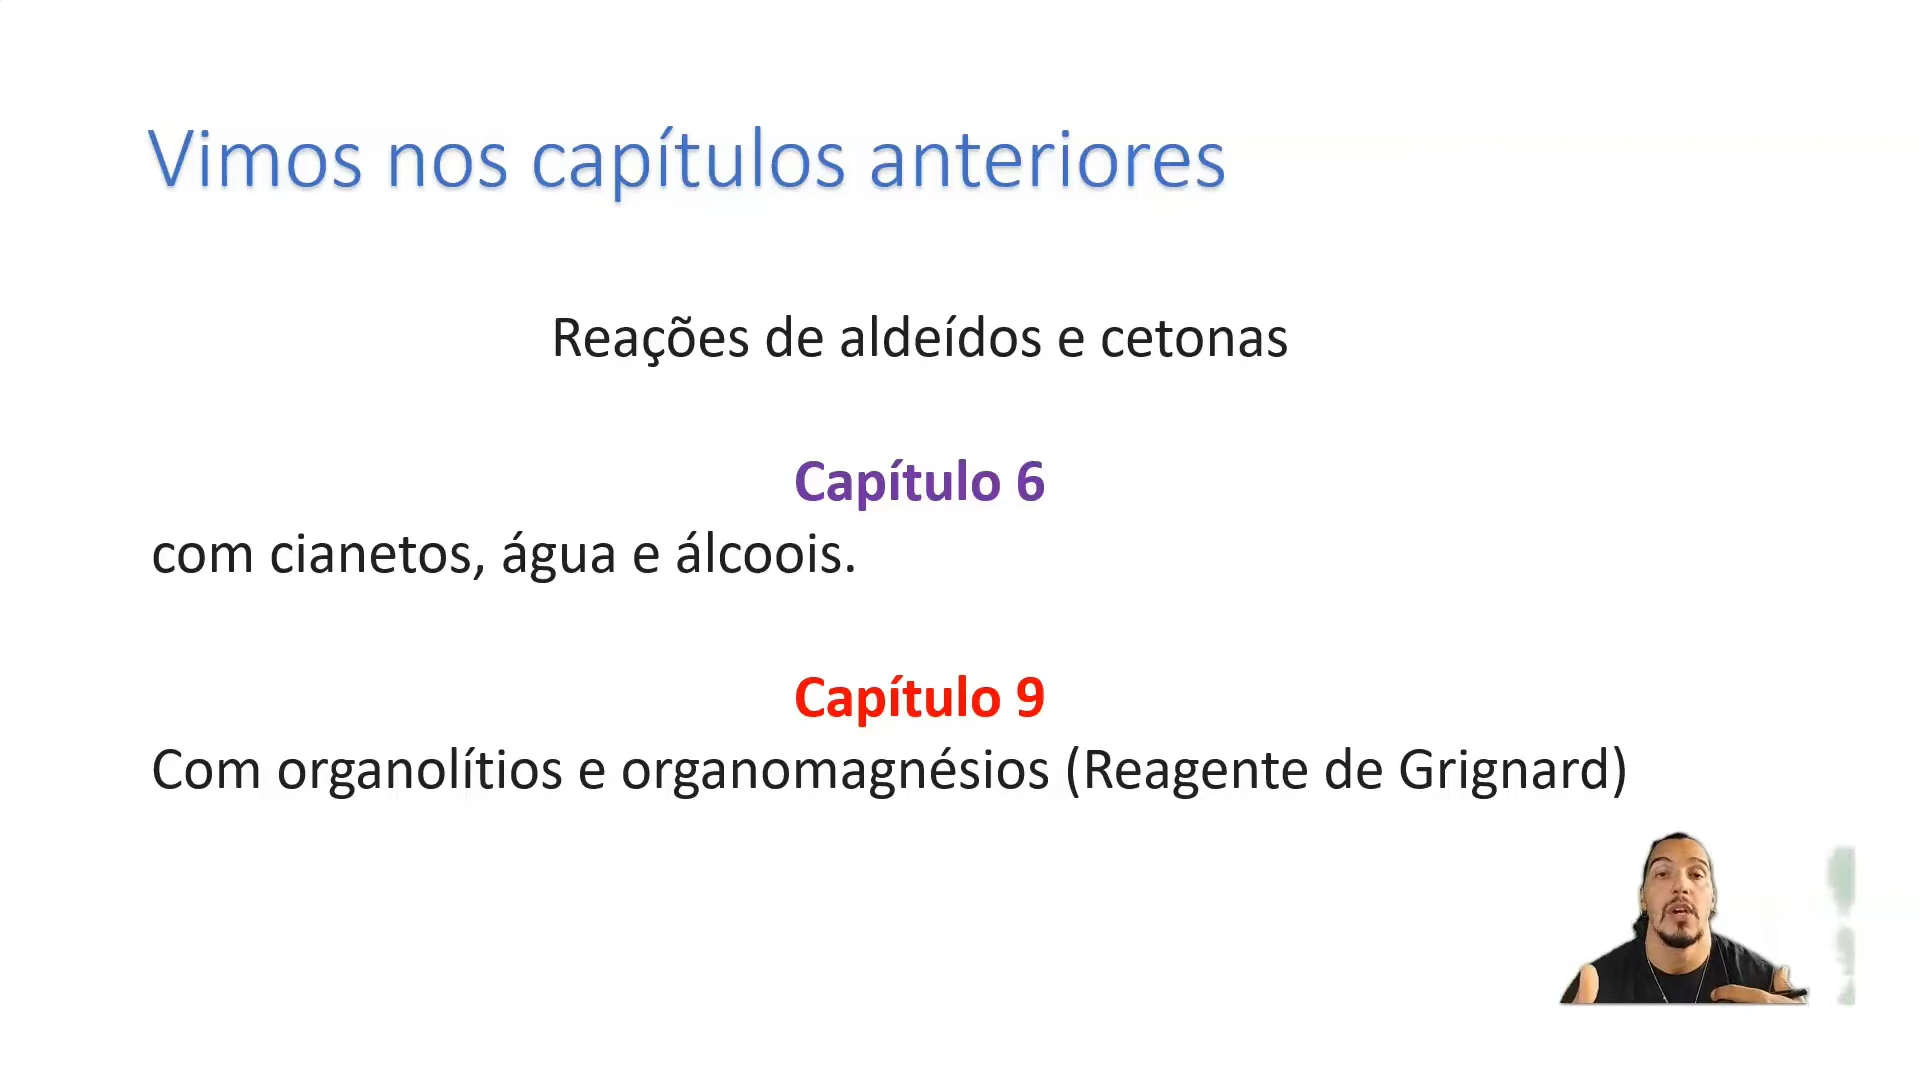 Vimos nos capítulos anteriores
Reações de aldeídos e cetonas
Capítulo 6
com cianetos, água e álcoois.
Capítulo 9
Com organolítios e organomagnésios (Reagente de Grignard)